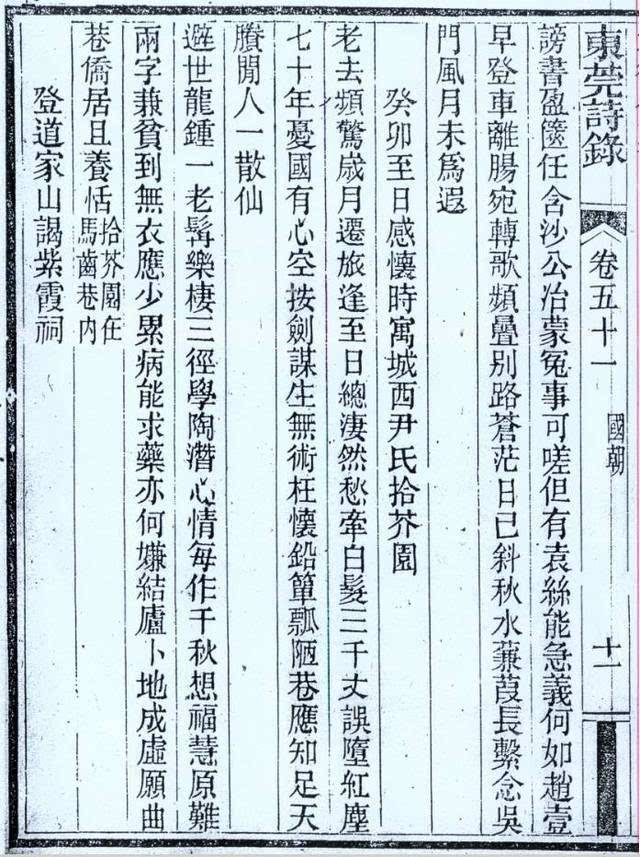 東莞詩錄 卷五十一 國朝 十一
謗書盈篋任含沙公冶蒙冤事可嗟但有袁絲能急義何如趙壹
早登車離腸宛轉歌頻疊别路蒼茫日已斜秋水蒹葭長繫念吳
門風月未為遐
癸卯至日感懷時寓城西尹氏拾芥園
老去頻驚歲月遷旅逢至日總淒然愁牽白髮三千丈誤墮紅塵
七十年憂國有心空按劍謀生無術枉懷鉛簞瓢陋巷應知足天
賸閒人一散仙
避世龍鍾一老髯樂棲三徑學陶潛心情每作千秋想福慧原難
兩字兼貧到無衣應少累病能求藥亦何嫌結廬卜地成虛願曲
巷僑居且養恬拾芥園在
馬齒巷内
登道家山謁紫霞祠